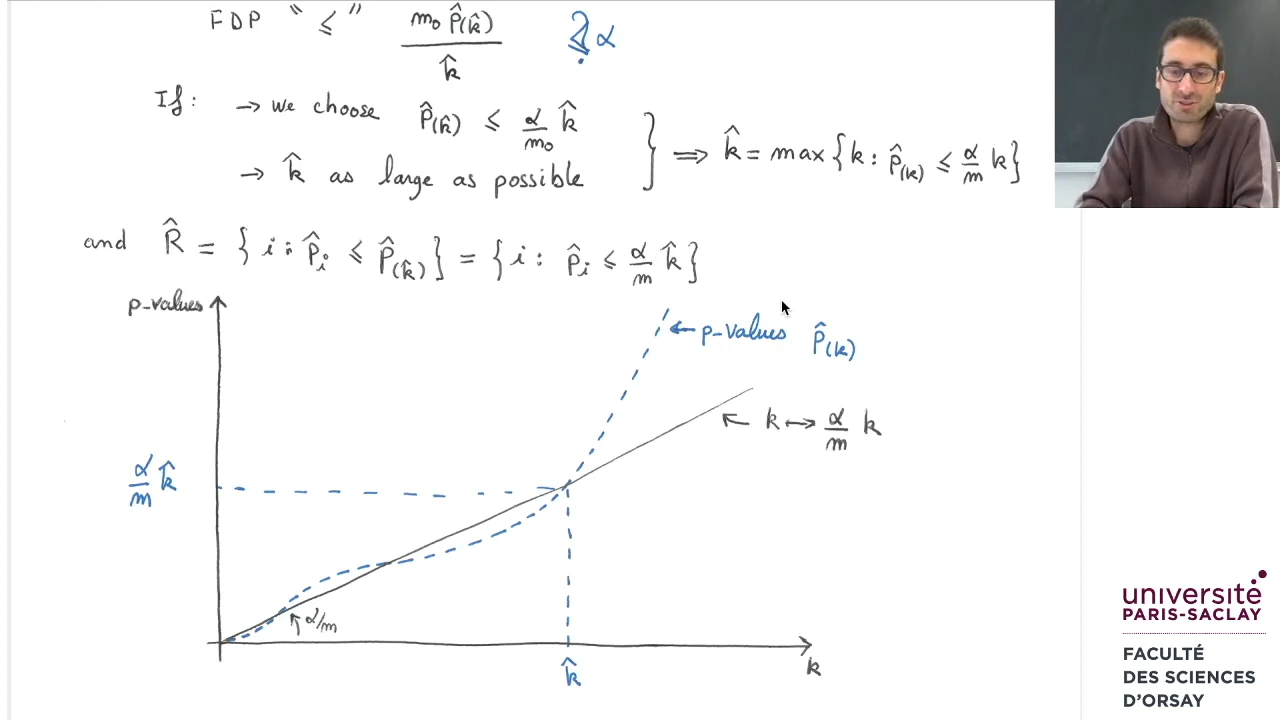 FDP " ≤ " m₀ P̂(k̂) / k̂ ≤ α
?
If: → we choose P̂(k̂) ≤ α/m₀ k̂
→ k̂ as large as possible
} ⟹ k̂ = max{k : P̂(k) ≤ α/m k}
and R̂ = { i : P̂i ≤ P̂(k̂) } = { i : P̂i ≤ α/m k̂ }
p-values
← p-values P̂(k)
← k ↦ α/m k
α/m k̂
α/m
k̂
k
université
PARIS-SACLAY
FACULTÉ
DES SCIENCES
D'ORSAY